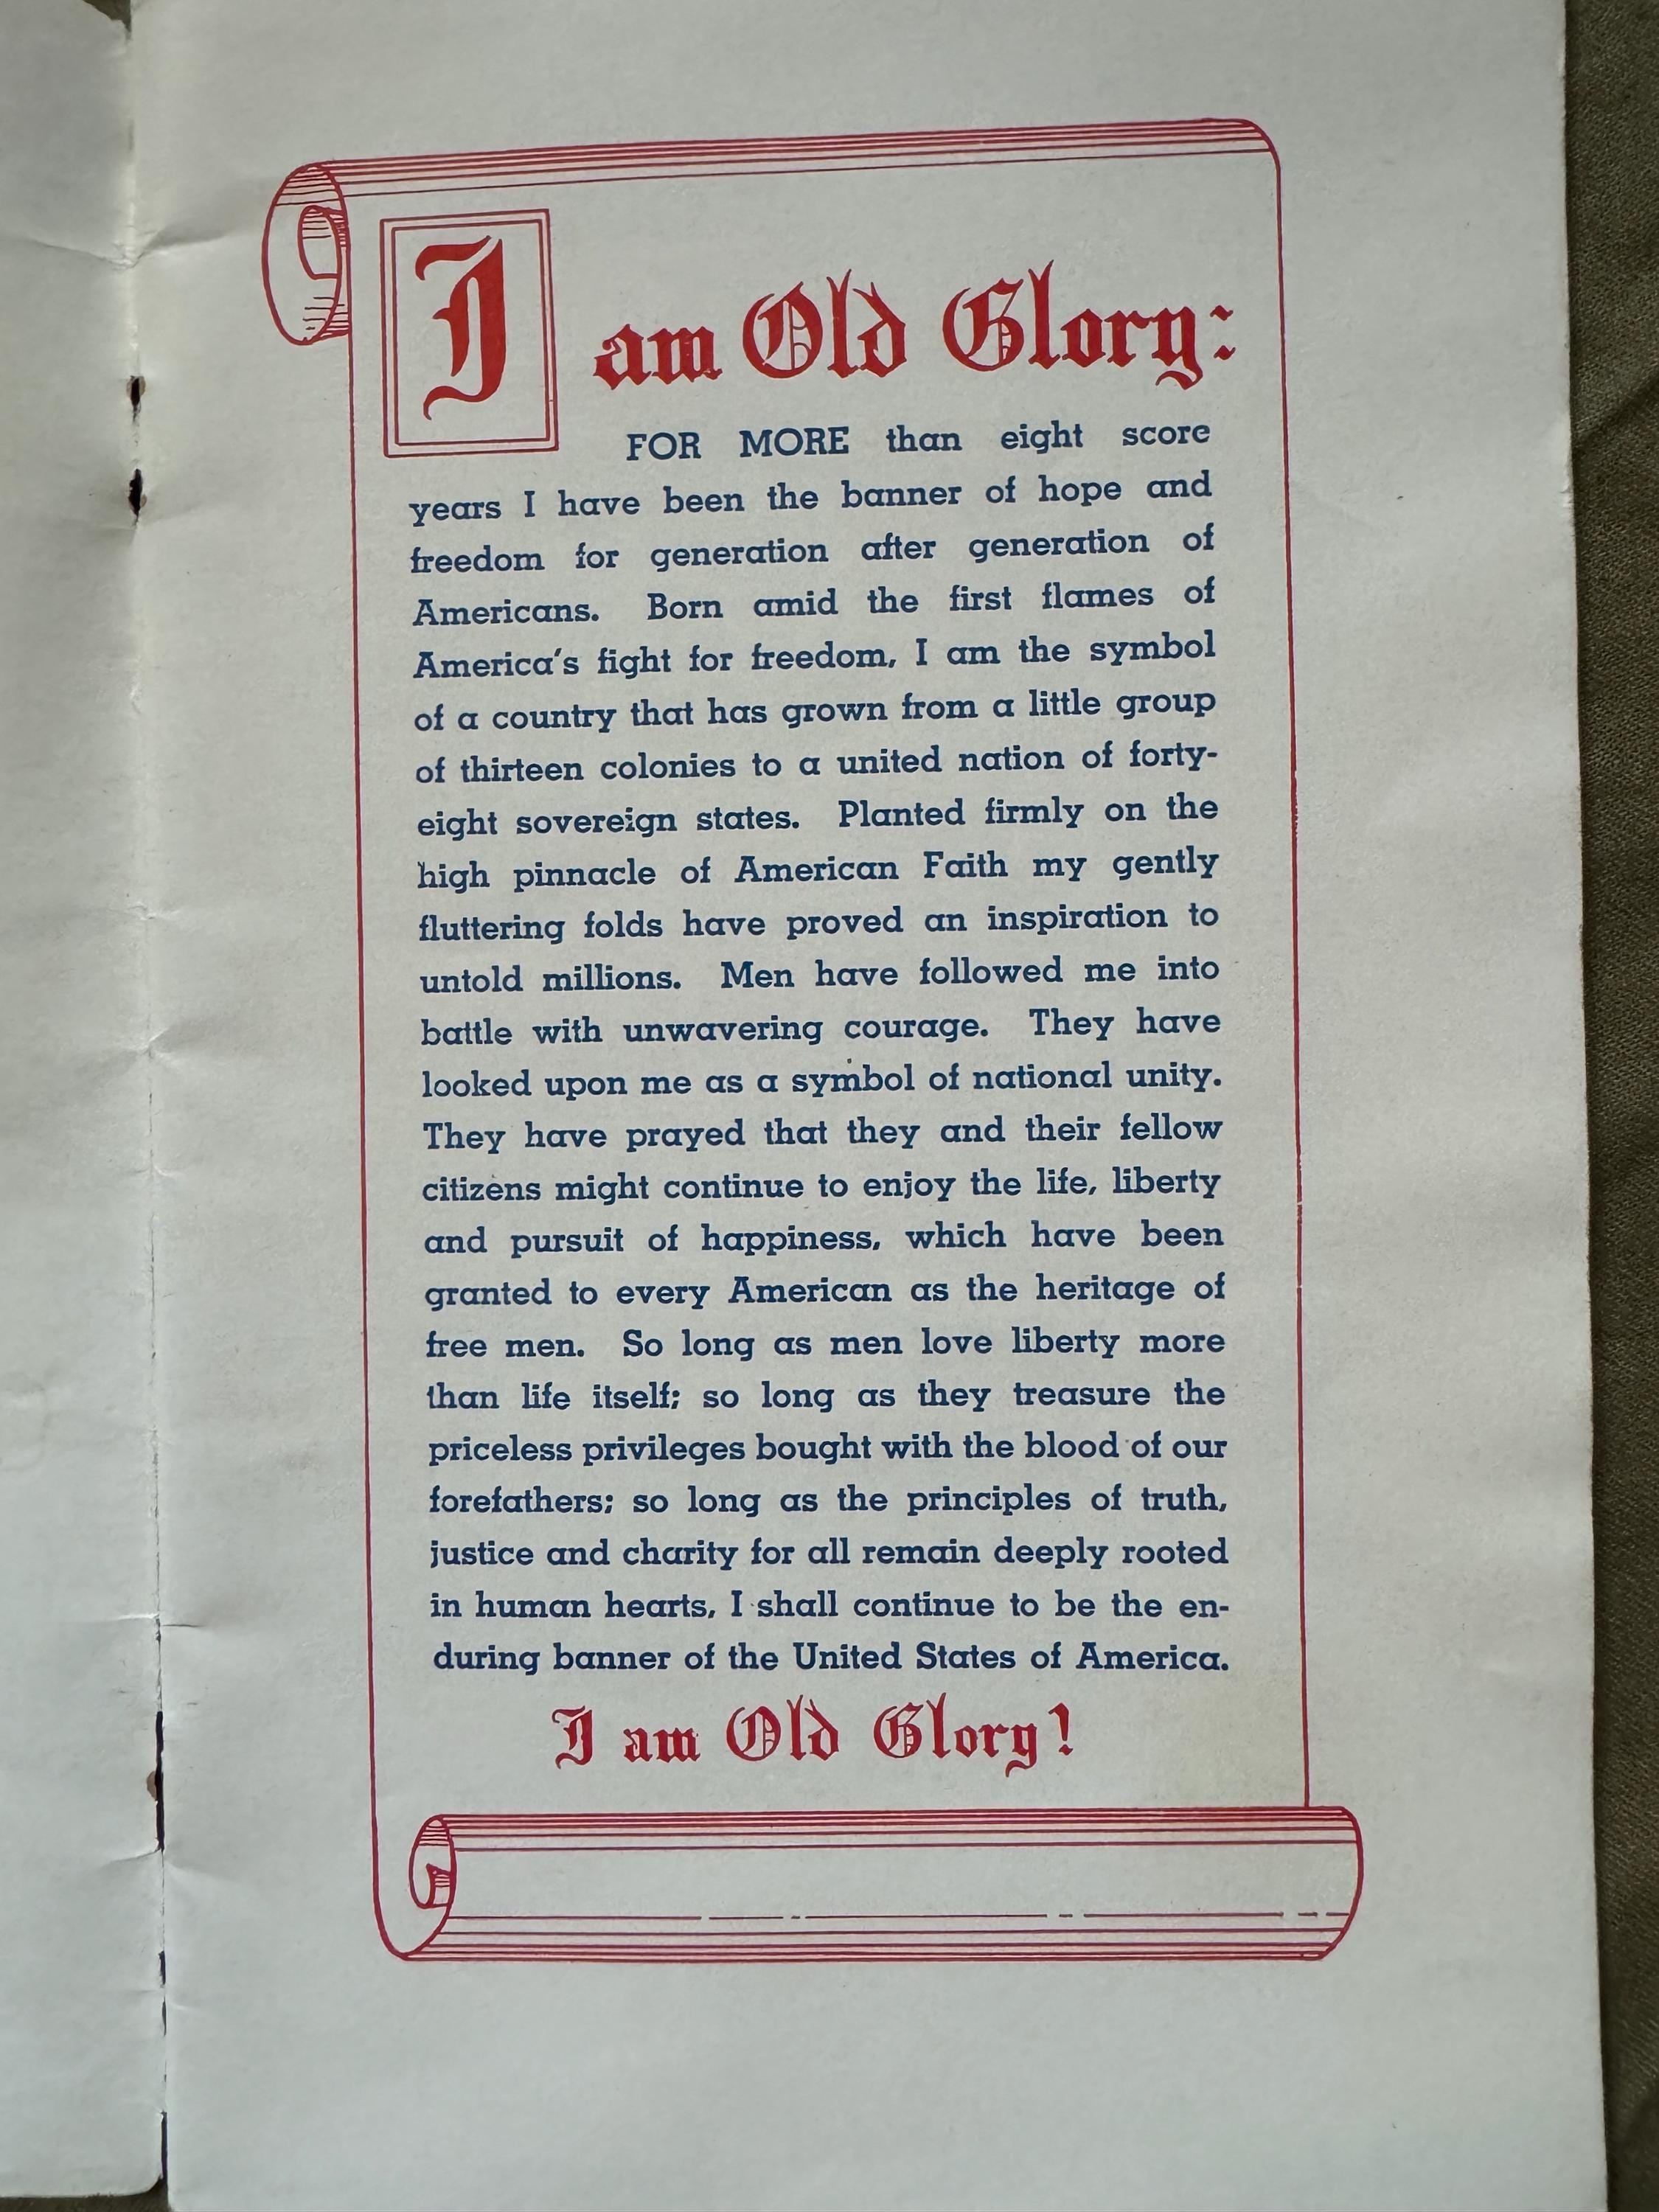 I am Old Glory:
FOR MORE than eight score
years I have been the banner of hope and
freedom for generation after generation of
Americans. Born amid the first flames of
America's fight for freedom, I am the symbol
of a country that has grown from a little group
of thirteen colonies to a united nation of forty-
eight sovereign states. Planted firmly on the
high pinnacle of American Faith my gently
fluttering folds have proved an inspiration to
untold millions. Men have followed me into
battle with unwavering courage. They have
looked upon me as a symbol of national unity.
They have prayed that they and their fellow
citizens might continue to enjoy the life, liberty
and pursuit of happiness, which have been
granted to every American as the heritage of
free men. So long as men love liberty more
than life itself; so long as they treasure the
priceless privileges bought with the blood of our
forefathers; so long as the principles of truth,
justice and charity for all remain deeply rooted
in human hearts, I shall continue to be the en-
during banner of the United States of America.
I am Old Glory!